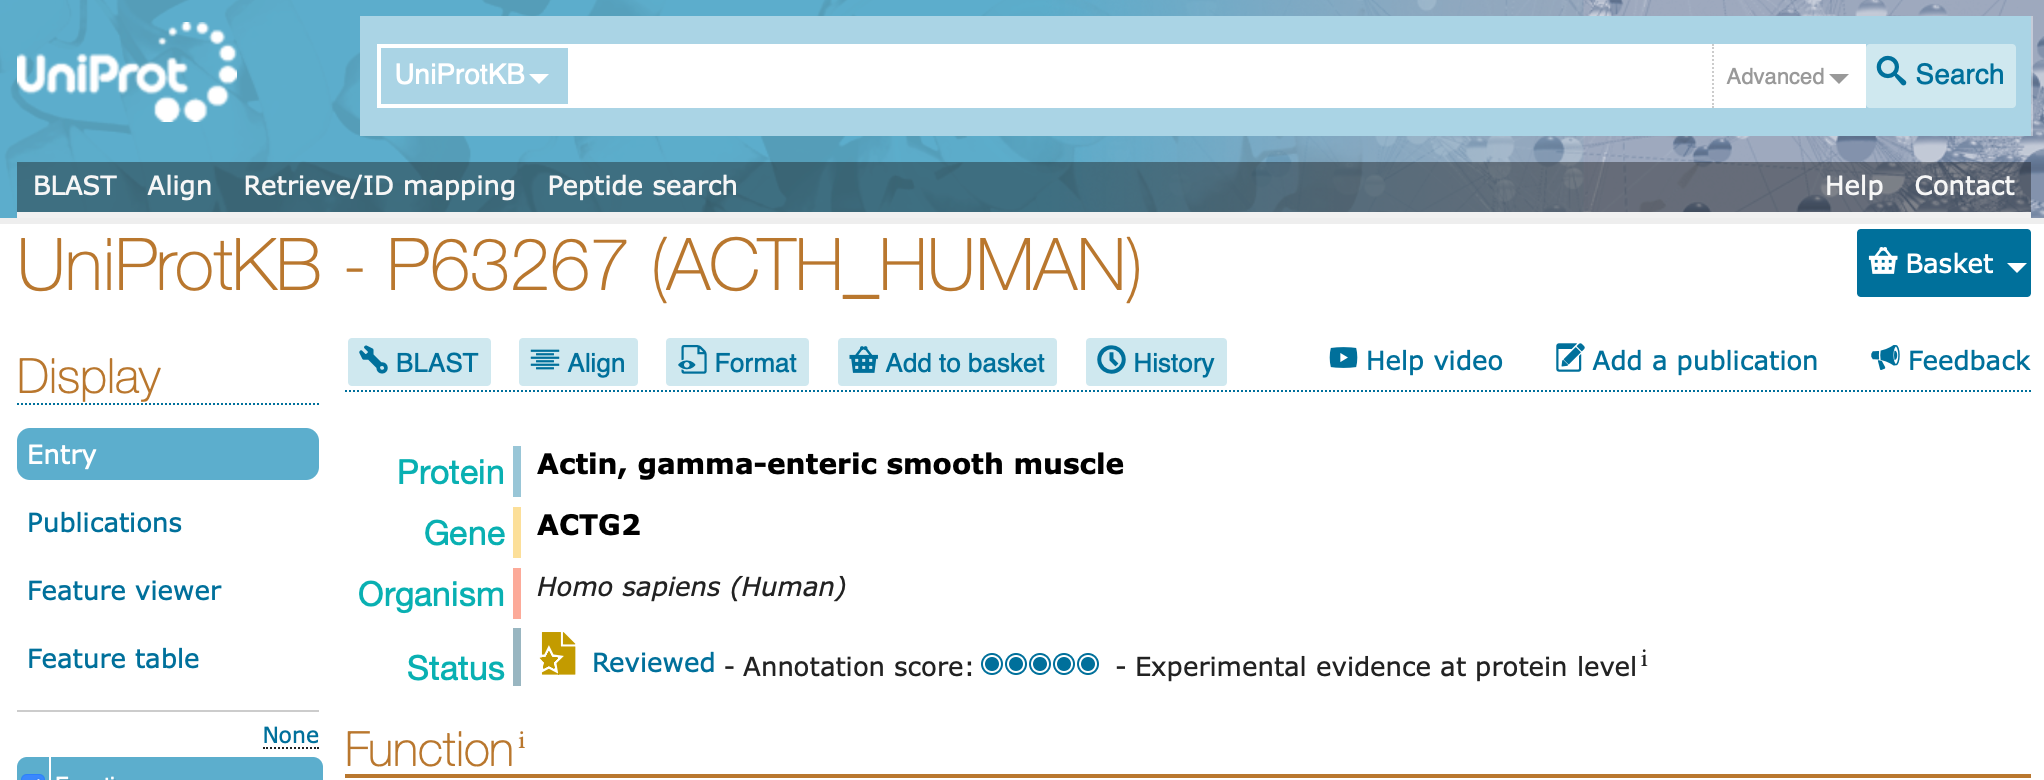 UniProt
UniProtKB
Advanced
Search
BLAST Align Retrieve/ID mapping Peptide search Help Contact
UniProtKB - P63267 (ACTH_HUMAN)
Basket
Display
BLAST Align Format Add to basket History Help video Add a publication Feedback
Entry
Publications
Feature viewer
Feature table
None
Protein Actin, gamma-enteric smooth muscle
Gene ACTG2
Organism Homo sapiens (Human)
Status Reviewed - Annotation score: - Experimental evidence at protein level i
Function i